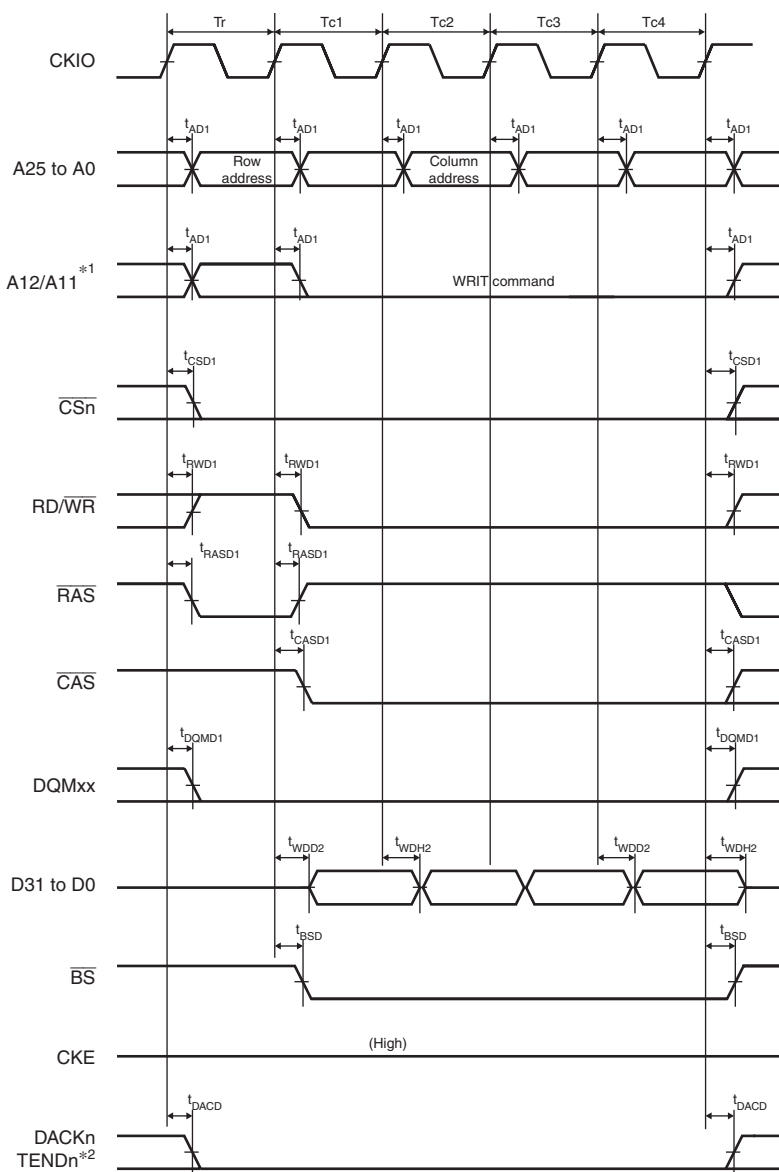 Tr Tc1 Tc2 Tc3 Tc4
CKIO
tAD1 tAD1 tAD1 tAD1 tAD1 tAD1
A25 to A0
Row address
Column address
tAD1 tAD1 tAD1
A12/A11 *1
WRIT command
tCSD1 tCSD1
CSn
tRWD1 tRWD1 tRWD1
RD/WR
tRASD1 tRASD1
RAS
tCASD1 tCASD1
CAS
tDQMD1 tDQMD1
DQMxx
tWDD2 tWDH2 tWDD2 tWDH2
D31 to D0
tBSD tBSD
BS
(High)
CKE
tDACD tDACD
DACKn
TENDn*2